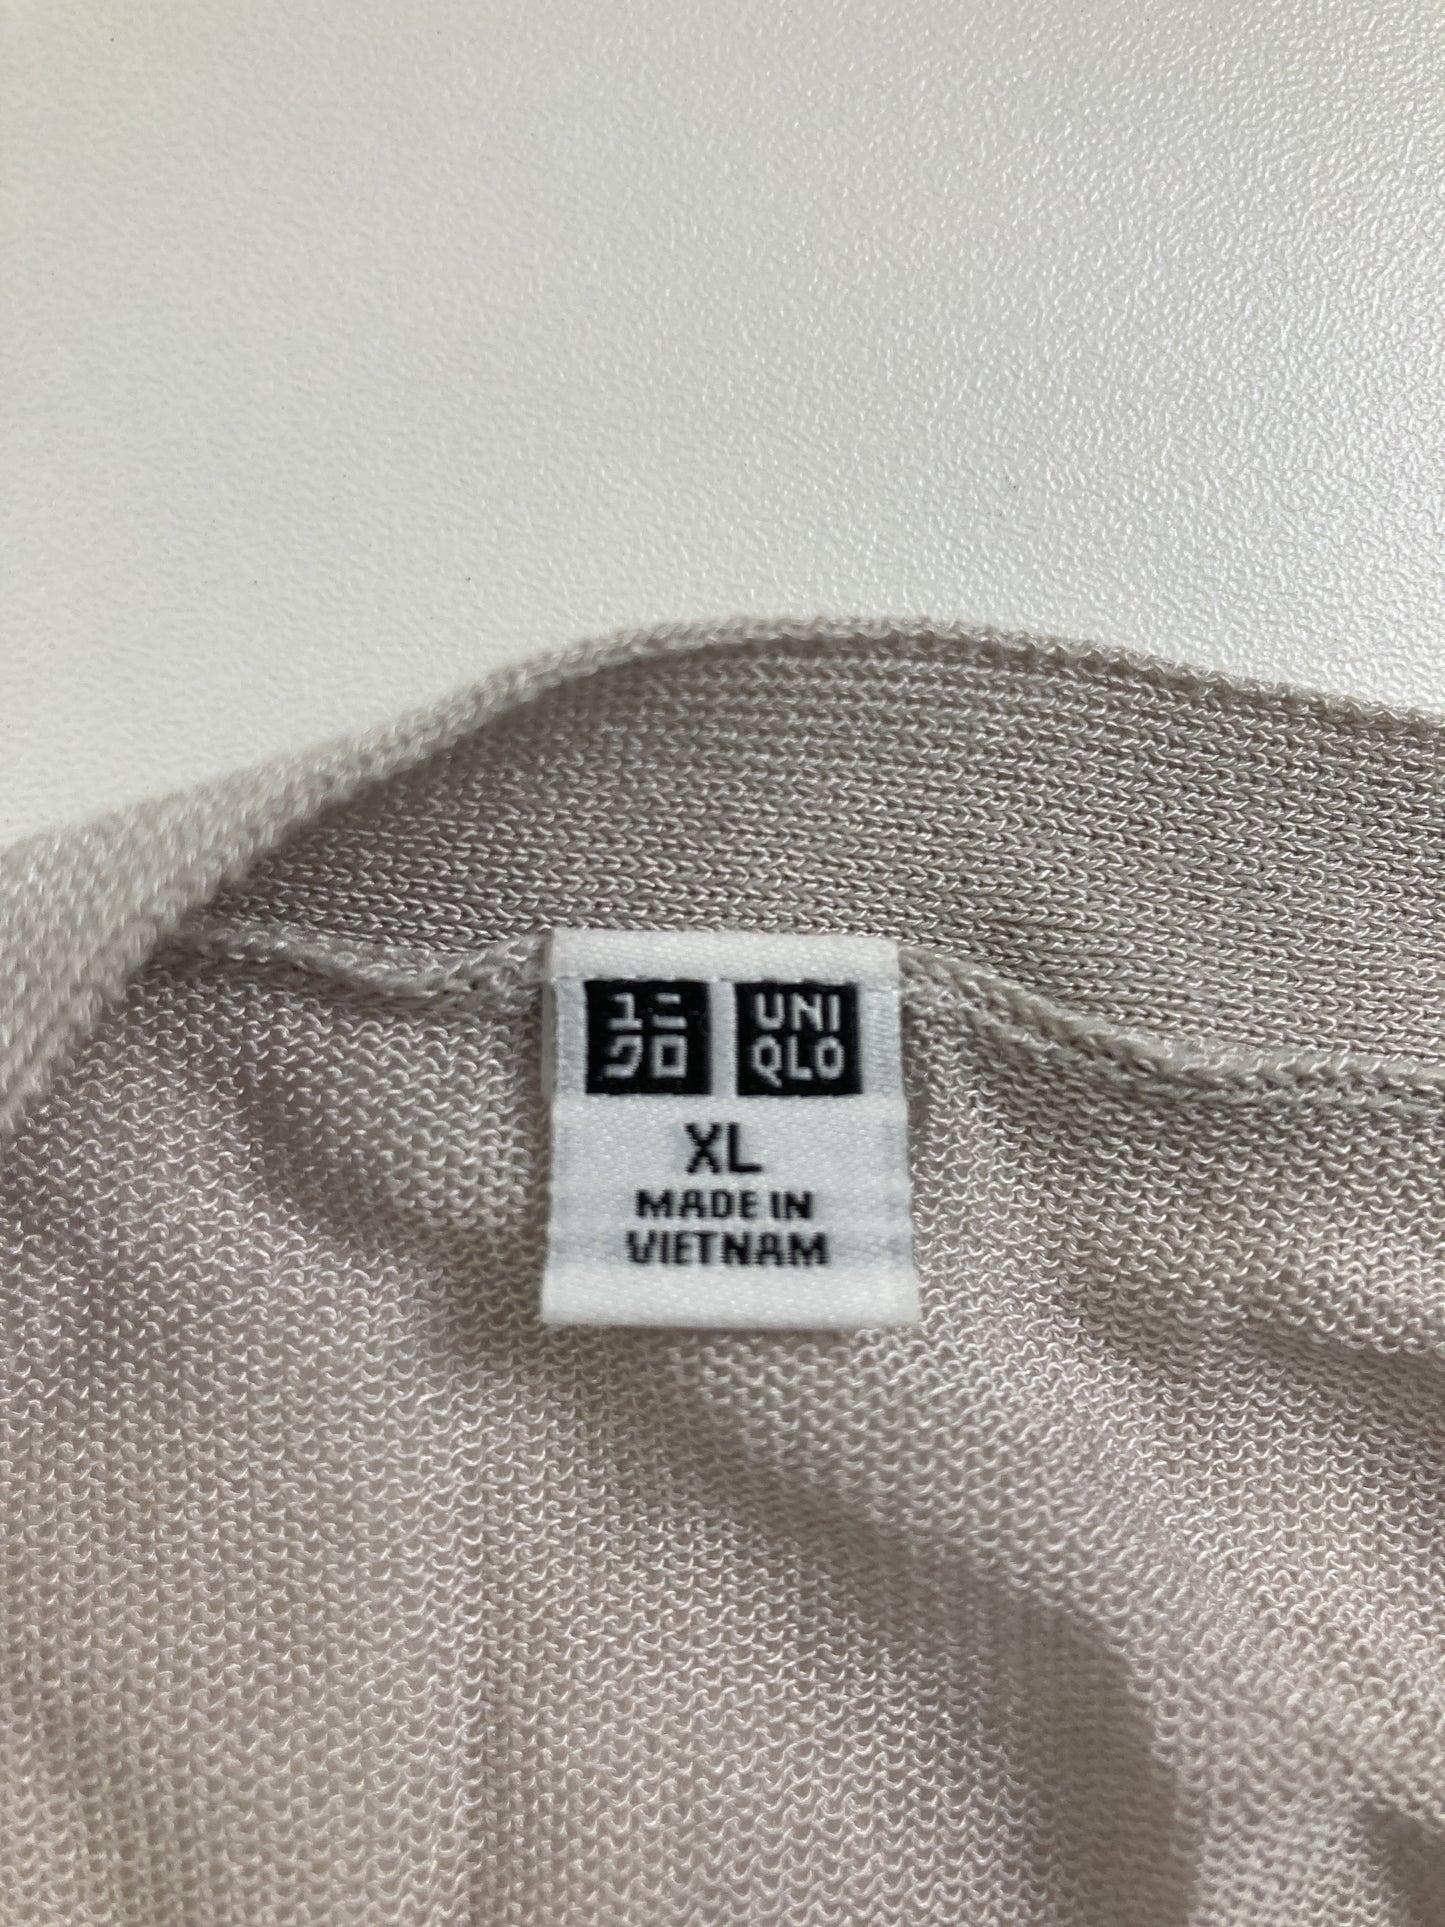 ユニ UNI
クロ QLO
XL
MADE IN
VIETNAM